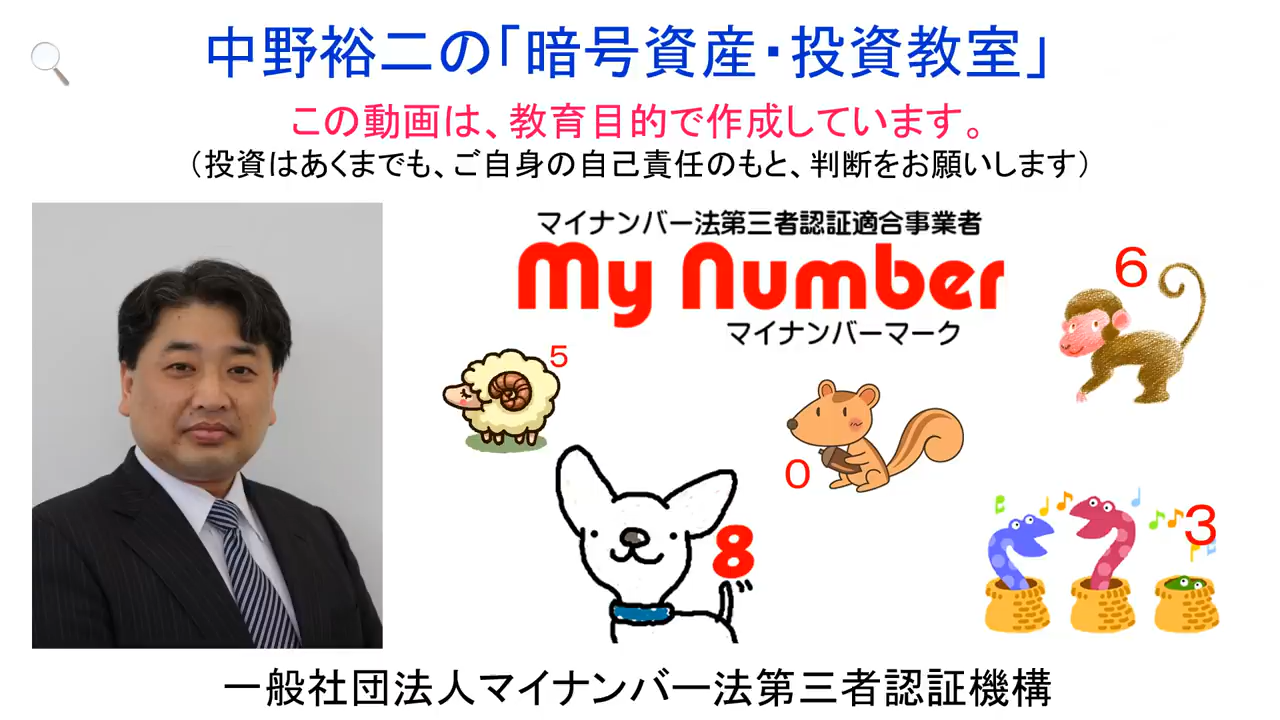 中野裕二の「暗号資産・投資教室」
この動画は、教育目的で作成しています。
（投資はあくまでも、ご自身の自己責任のもと、判断をお願いします）
マイナンバー法第三者認証適合事業者
My Number
マイナンバーマーク
6
5
0
8
3
一般社団法人マイナンバー法第三者認証機構